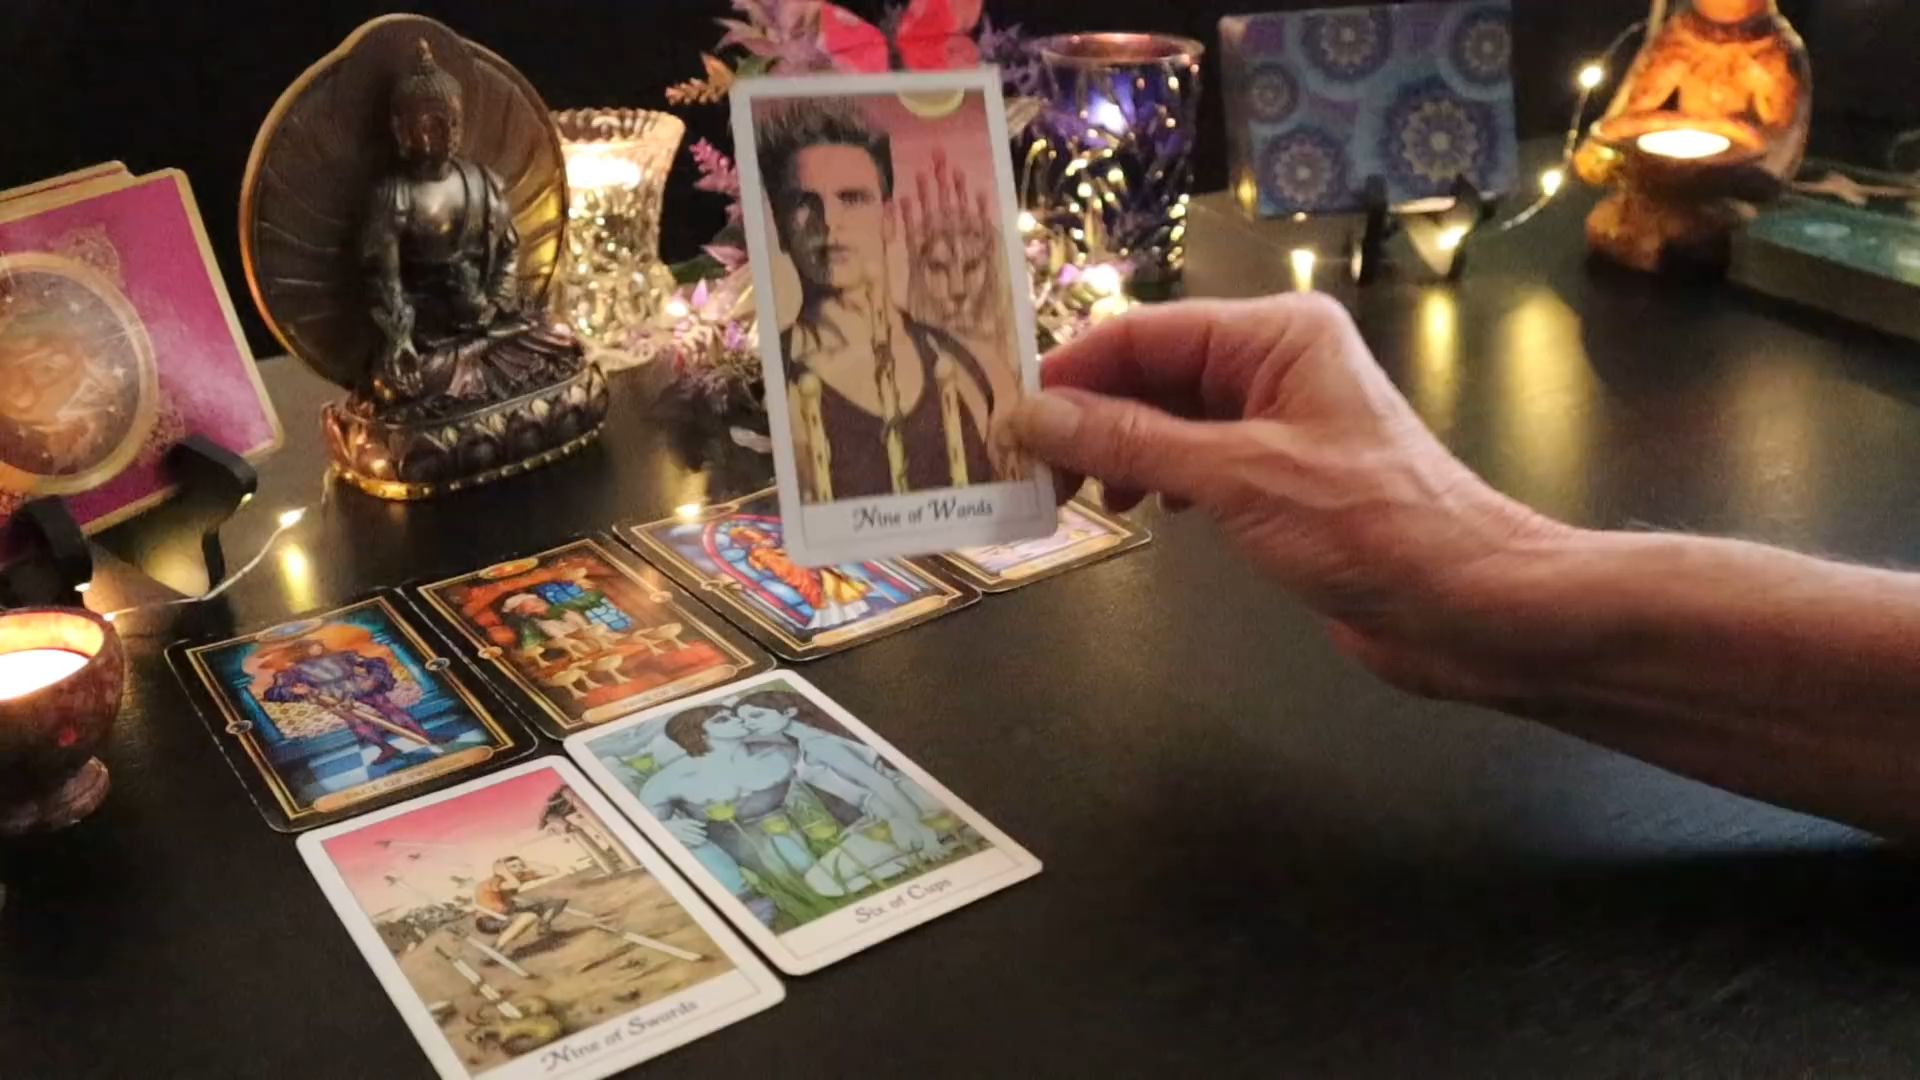 Nine of Wands
Six of Cups
Nine of Swords